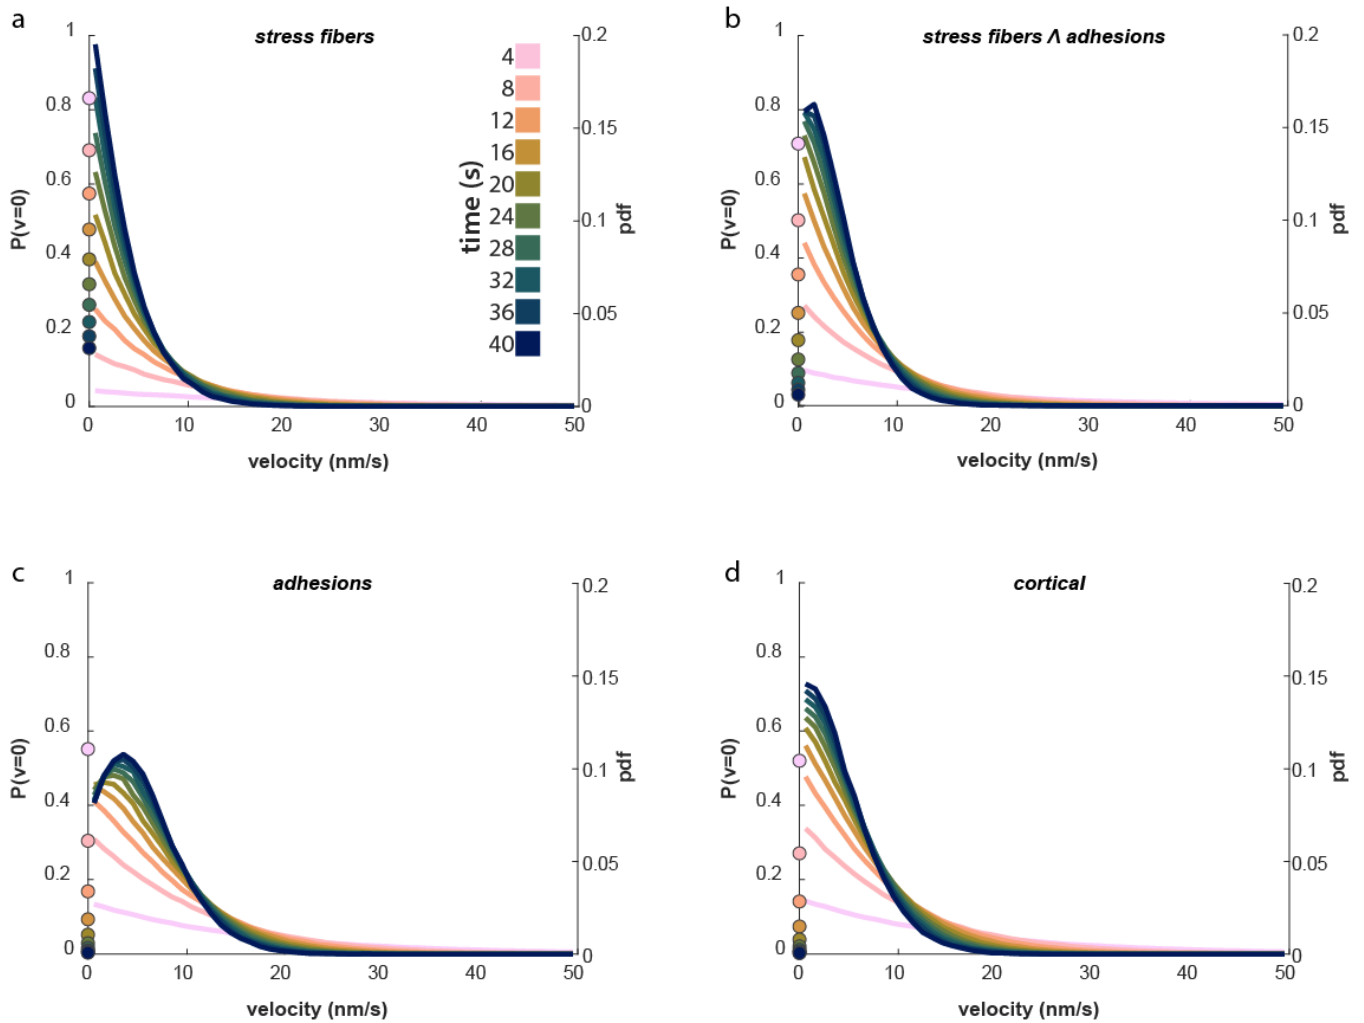 a
stress fibers
1
0.8
0.6
0.4
0.2
0
P(v=0)
0.2
0.15
0.1
0.05
0
pdf
time (s)
4
8
12
16
20
24
28
32
36
40
0 10 20 30 40 50
velocity (nm/s)
b
stress fibers Λ adhesions
1
0.8
0.6
0.4
0.2
0
P(v=0)
0.2
0.15
0.1
0.05
0
pdf
0 10 20 30 40 50
velocity (nm/s)
c
adhesions
1
0.8
0.6
0.4
0.2
0
P(v=0)
0.2
0.15
0.1
0.05
0
pdf
0 10 20 30 40 50
velocity (nm/s)
d
cortical
1
0.8
0.6
0.4
0.2
0
P(v=0)
0.2
0.15
0.1
0.05
0
pdf
0 10 20 30 40 50
velocity (nm/s)